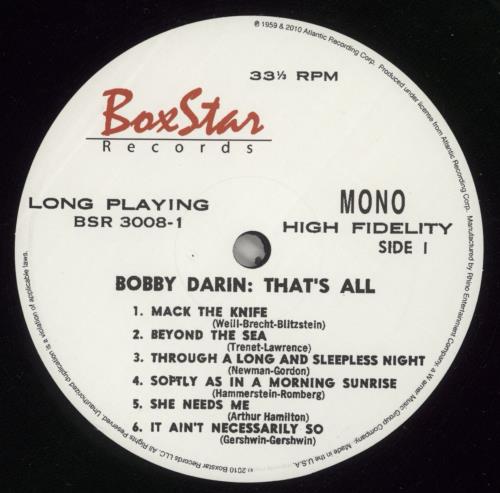 ℗ 1959 & 2010 Atlantic Recording Corp. Produced under license from Atlantic Recording Corp. Manufactured by Rhino Entertainment Company, a Warner Music Group Company. Made in the U.S.A.
33⅓ RPM
BoxStar
Records
LONG PLAYING
BSR 3008-1
MONO
HIGH FIDELITY
SIDE 1
BOBBY DARIN: THAT'S ALL
1. MACK THE KNIFE
(Weill-Brecht-Blitzstein)
2. BEYOND THE SEA
(Trenet-Lawrence)
3. THROUGH A LONG AND SLEEPLESS NIGHT
(Newman-Gordon)
4. SOFTLY AS IN A MORNING SUNRISE
(Hammerstein-Romberg)
5. SHE NEEDS ME
(Arthur Hamilton)
6. IT AIN'T NECESSARILY SO
(Gershwin-Gershwin)
©2010 Boxstar Records LLC. All Rights Reserved. Unauthorized duplication is a violation of applicable laws.